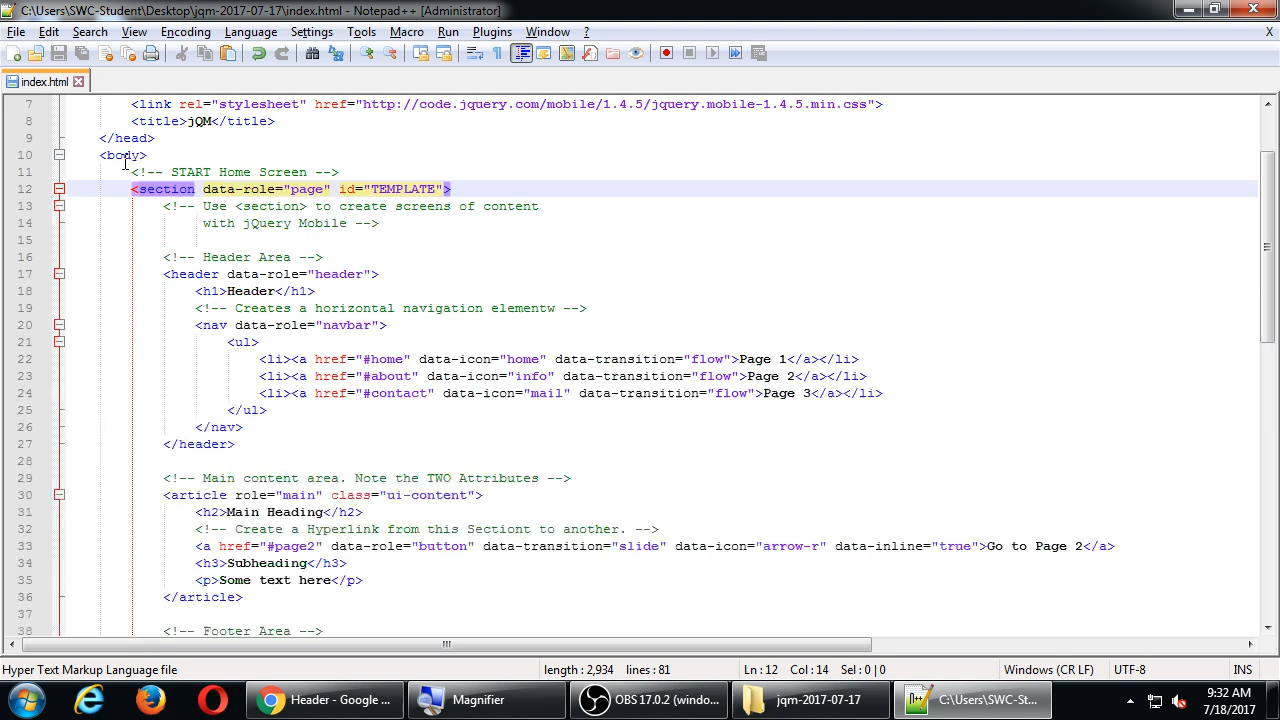 C:\Users\SWC-Student\Desktop\jqm-2017-07-17\index.html - Notepad++ [Administrator]
File Edit Search View Encoding Language Settings Tools Macro Run Plugins Window ? X
index.html
7 <link rel="stylesheet" href="http://code.jquery.com/mobile/1.4.5/jquery.mobile-1.4.5.min.css">
8 <title>jQM</title>
9 </head>
10 <body>
11 <!-- START Home Screen -->
12 <section data-role="page" id="TEMPLATE">
13 <!-- Use <section> to create screens of content
14 with jQuery Mobile -->
15
16 <!-- Header Area -->
17 <header data-role="header">
18 <h1>Header</h1>
19 <!-- Creates a horizontal navigation elementw -->
20 <nav data-role="navbar">
21 <ul>
22 <li><a href="#home" data-icon="home" data-transition="flow">Page 1</a></li>
23 <li><a href="#about" data-icon="info" data-transition="flow">Page 2</a></li>
24 <li><a href="#contact" data-icon="mail" data-transition="flow">Page 3</a></li>
25 </ul>
26 </nav>
27 </header>
28
29 <!-- Main content area. Note the TWO Attributes -->
30 <article role="main" class="ui-content">
31 <h2>Main Heading</h2>
32 <!-- Create a Hyperlink from this Sectiont to another. -->
33 <a href="#page2" data-role="button" data-transition="slide" data-icon="arrow-r" data-inline="true">Go to Page 2</a>
34 <h3>Subheading</h3>
35 <p>Some text here</p>
36 </article>
37
38 <!-- Footer Area -->
Hyper Text Markup Language file length : 2,934 lines : 81 Ln : 12 Col : 14 Sel : 0 | 0 Windows (CR LF) UTF-8 INS
Header - Google ... Magnifier OBS 17.0.2 (windo... jqm-2017-07-17 C:\Users\SWC-St... 9:32 AM
7/18/2017